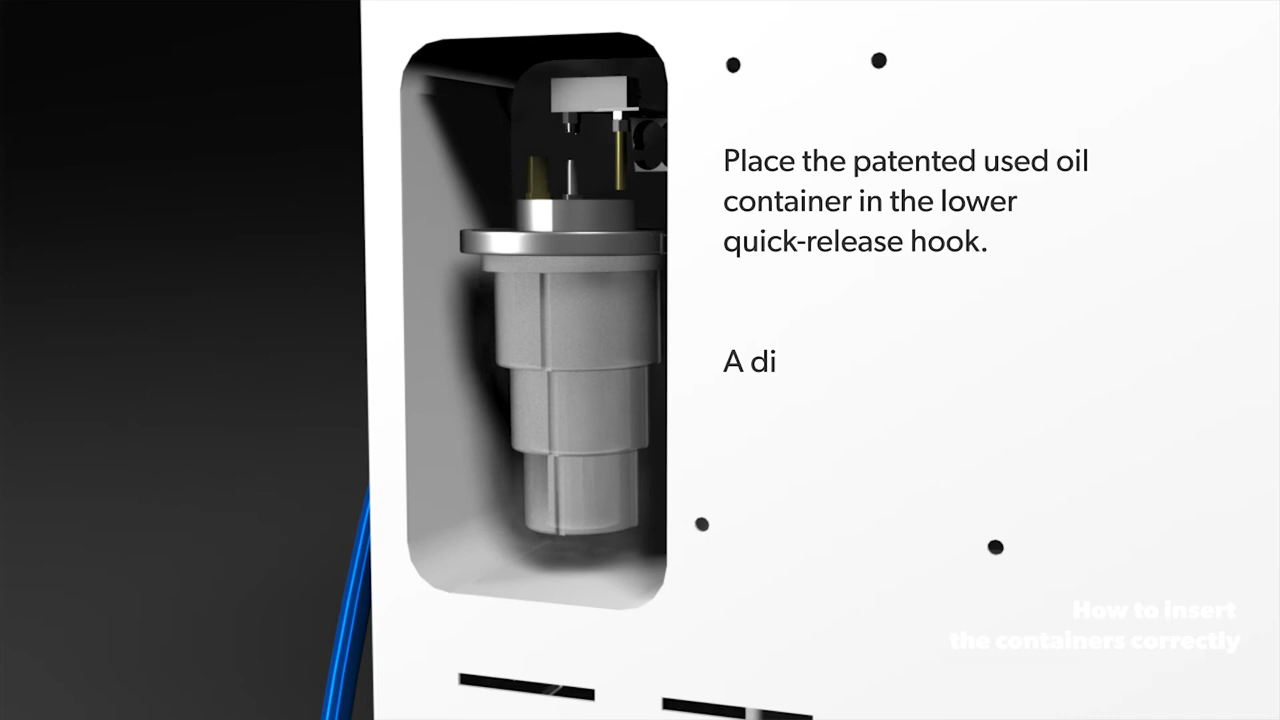 Place the patented used oil
container in the lower
quick-release hook.
A di
How to insert
the containers correctly